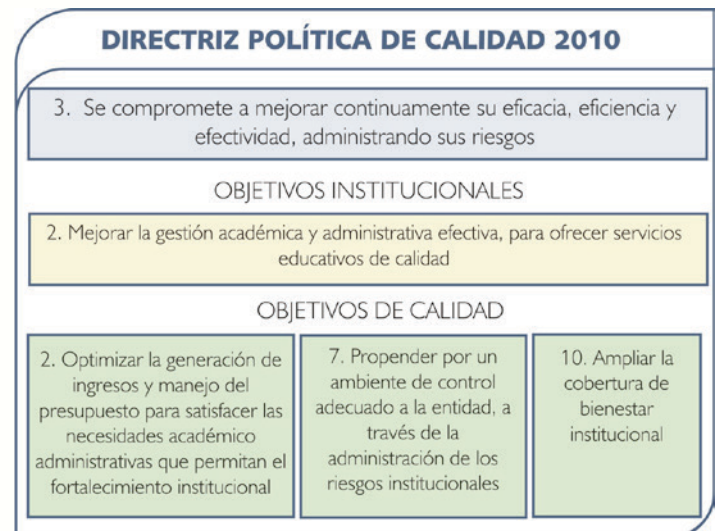 DIRECTRIZ POLÍTICA DE CALIDAD 2010
3. Se compromete a mejorar continuamente su eficacia, eficiencia y
efectividad, administrando sus riesgos
OBJETIVOS INSTITUCIONALES
2. Mejorar la gestión académica y administrativa efectiva, para ofrecer servicios
educativos de calidad
OBJETIVOS DE CALIDAD
2. Optimizar la generación de
ingresos y manejo del
presupuesto para satisfacer las
necesidades académico
administrativas que permitan el
fortalecimiento institucional
7. Propender por un
ambiente de control
adecuado a la entidad, a
través de la
administración de los
riesgos institucionales
10. Ampliar la
cobertura de
bienestar
institucional